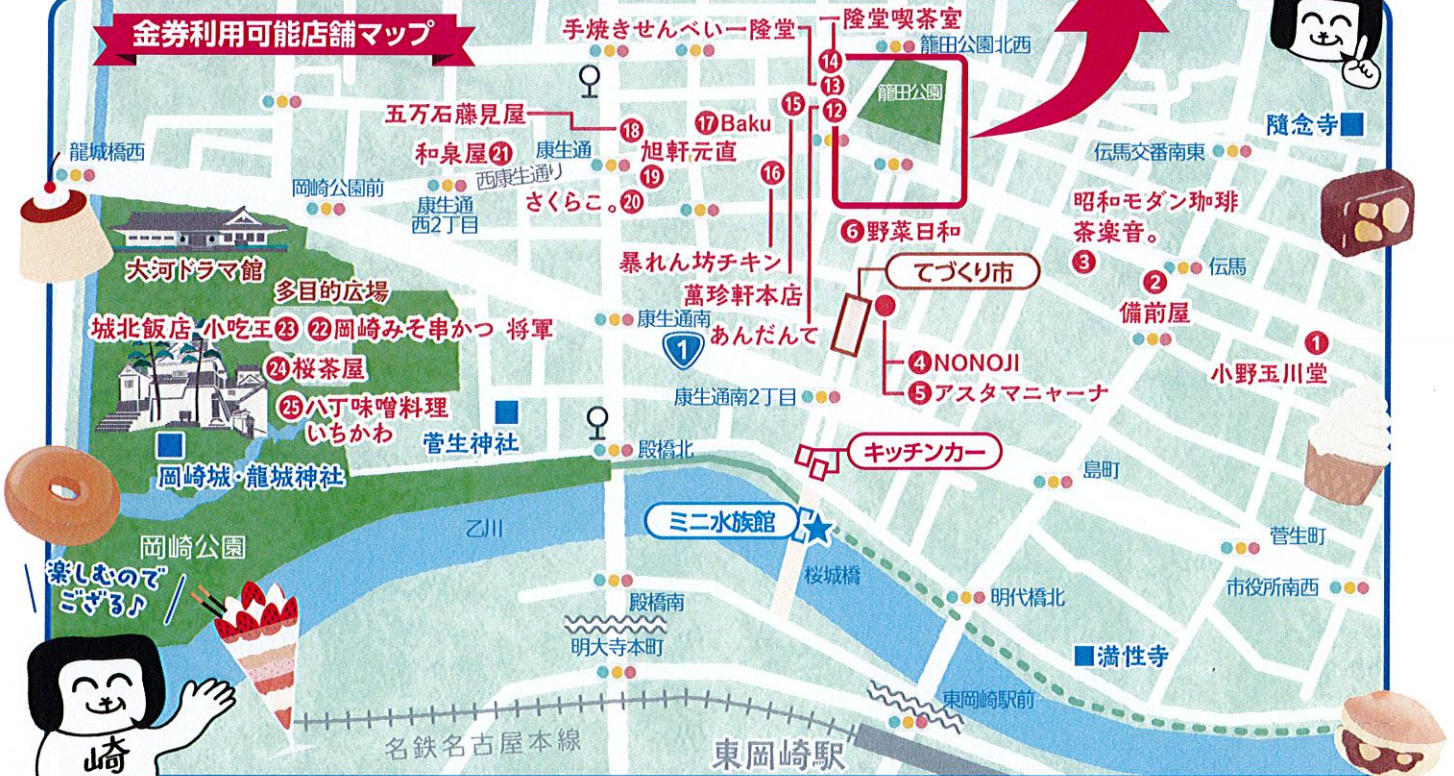 金券利用可能店舗マップ
手焼きせんべい一隆堂
一隆堂喫茶室
籠田公園北西
14
13
12
籠田公園
五万石藤見屋
18
17 Baku
15
隨念寺
龍城橋西
和泉屋 21
康生通
旭軒元直
19
16
伝馬交番南東
岡崎公園前
西康生通り
康生通
西2丁目
さくらこ。20
昭和モダン珈琲
茶楽音。
3
6 野菜日和
大河ドラマ館
暴れん坊チキン
てづくり市
伝馬
多目的広場
萬珍軒本店
2
備前屋
城北飯店 小吃王 23
22 岡崎みそ串かつ 将軍
康生通南
1
あんだんて
1
小野玉川堂
24 桜茶屋
4 NONOJI
5 アスタマニャーナ
康生通南2丁目
25 八丁味噌料理
いちかわ
菅生神社
殿橋北
キッチンカー
岡崎城・龍城神社
島町
乙川
ミニ水族館
菅生町
岡崎公園
楽しむので
ござる♪
桜城橋
市役所南西
殿橋南
明代橋北
明大寺本町
満性寺
東岡崎駅前
名鉄名古屋本線
東岡崎駅
崎